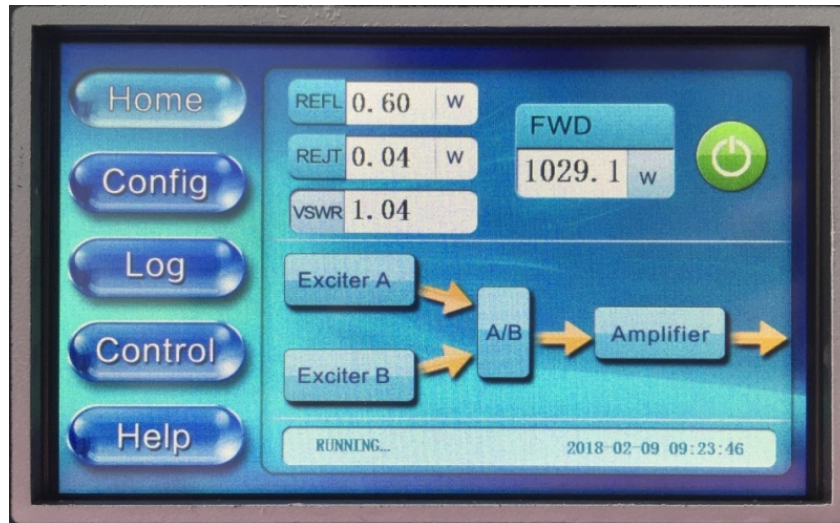 Home
Config
Log
Control
Help
REFL 0.60 W
REJT 0.04 W
VSWR 1.04
FWD
1029.1 W
Exciter A
Exciter B
A/B
Amplifier
RUNNING... 2018-02-09 09:23:46